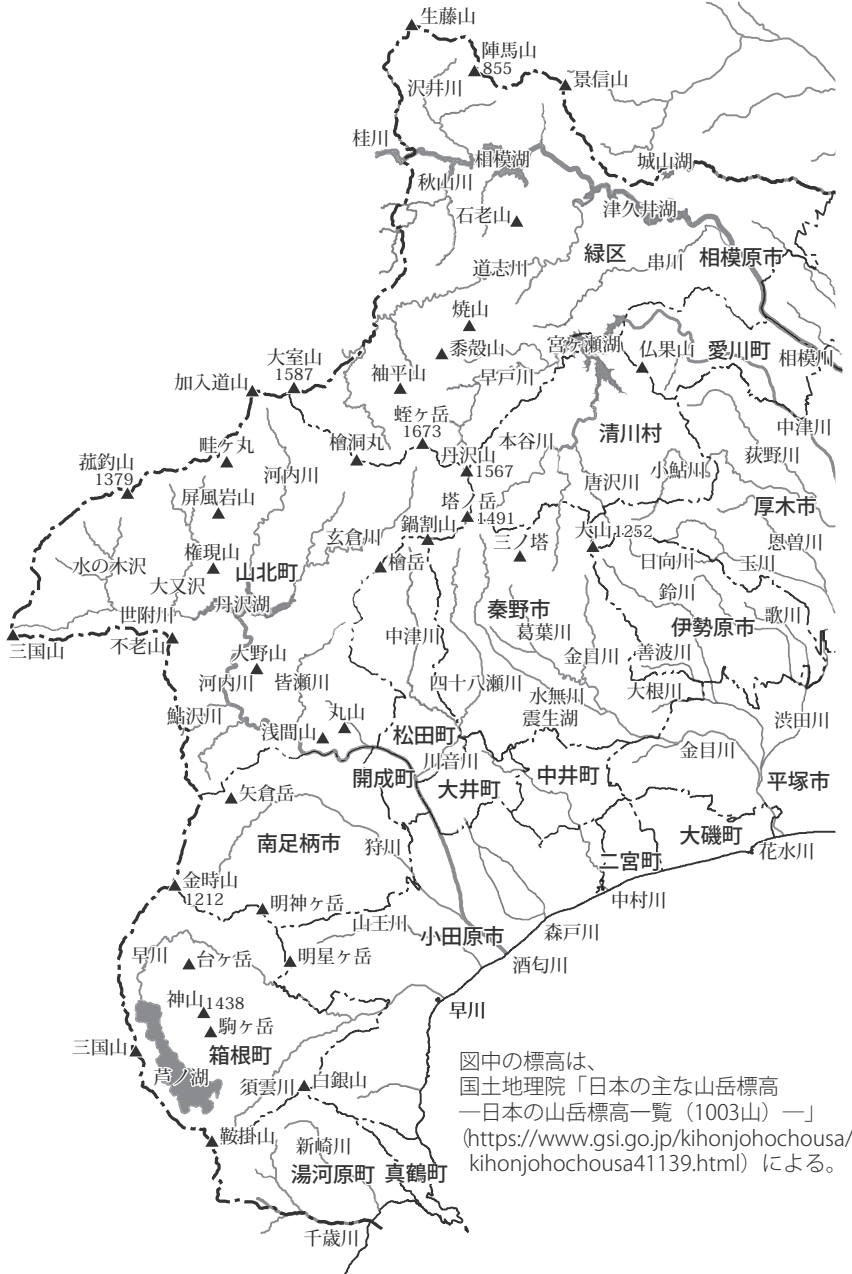 生藤山
陣馬山
855
沢井川
景信山
桂川
相模湖
城山湖
秋山川
石老山
津久井湖
緑区
串川
相模原市
道志川
焼山
黍殻山
宮ヶ瀬湖
仏果山
愛川町
相模川
大室山
1587
加入道山
袖平山
早戸川
蛭ヶ岳
1673
中津川
畦ヶ丸
檜洞丸
丹沢山
1567
本谷川
清川村
荻野川
菰釣山
1379
河内川
唐沢川
小鮎川
屏風岩山
塔ノ岳
1491
厚木市
玄倉川
鍋割山
三ノ塔
大山1252
恩曽川
水の木沢
権現山
檜岳
日向川
玉川
大又沢
山北町
鈴川
世附川
丹沢湖
秦野市
歌川
三国山
不老山
中津川
葛葉川
伊勢原市
大野山
金目川
善波川
河内川
皆瀬川
四十八瀬川
大根川
鮎沢川
丸山
水無川
震生湖
渋田川
浅間山
松田町
川音川
金目川
開成町
大井町
中井町
平塚市
矢倉岳
南足柄市
狩川
大磯町
二宮町
花水川
金時山
1212
明神ヶ岳
中村川
山王川
小田原市
森戸川
早川
台ヶ岳
明星ヶ岳
酒匂川
神山1438
早川
駒ヶ岳
三国山
箱根町
芦ノ湖
須雲川
白銀山
図中の標高は、
国土地理院「日本の主な山岳標高
―日本の山岳標高一覧（1003山）―」
（https://www.gsi.go.jp/kihonjohochousa/
kihonjohochousa41139.html）による。
鞍掛山
新崎川
湯河原町
真鶴町
千歳川